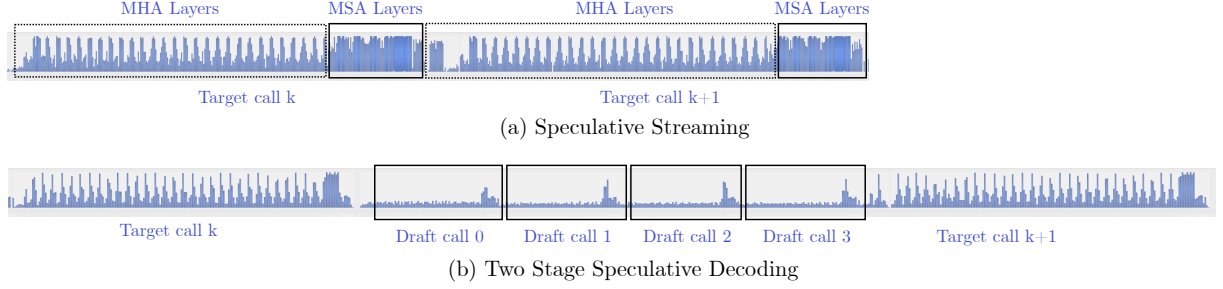 MHA Layers MSA Layers MHA Layers MSA Layers
Target call k Target call k+1
(a) Speculative Streaming
Target call k Draft call 0 Draft call 1 Draft call 2 Draft call 3 Target call k+1
(b) Two Stage Speculative Decoding